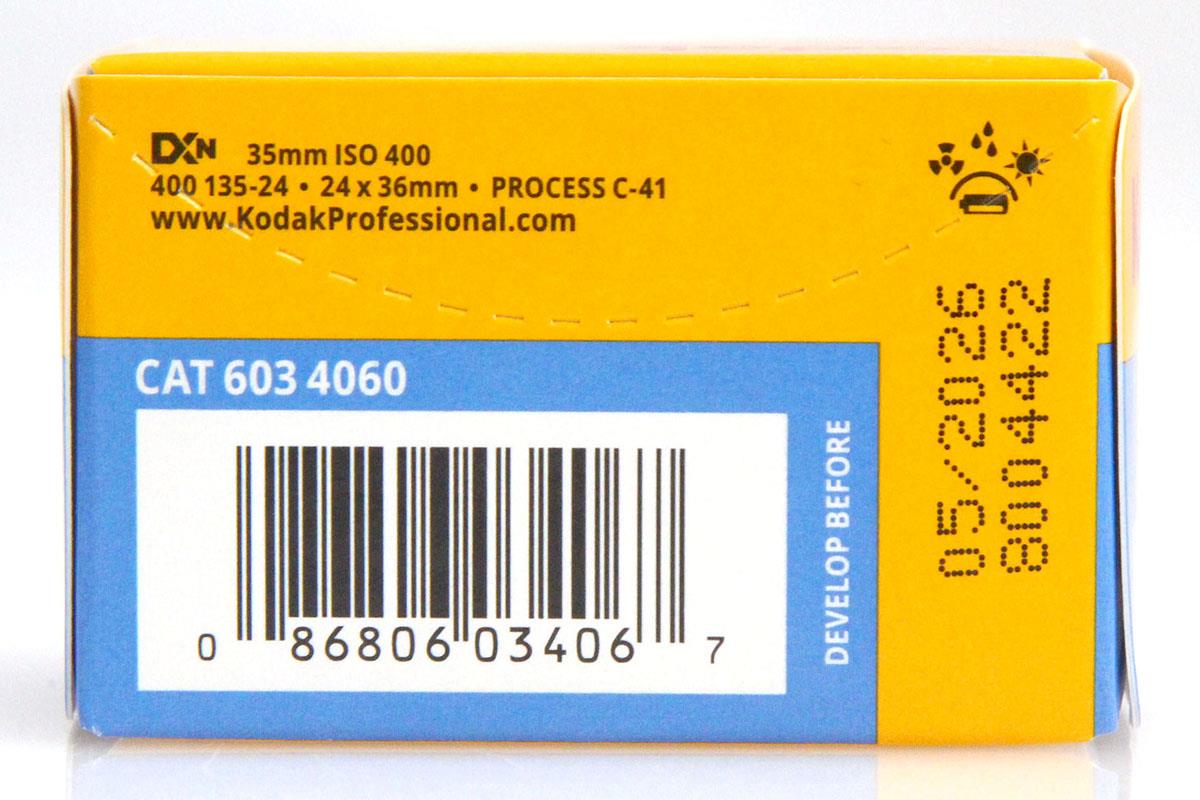 DXN 35mm ISO 400
400 135-24 • 24 x 36mm • PROCESS C-41
www.KodakProfessional.com
CAT 603 4060
0 86806 03406 7
DEVELOP BEFORE
05/2026
8004422